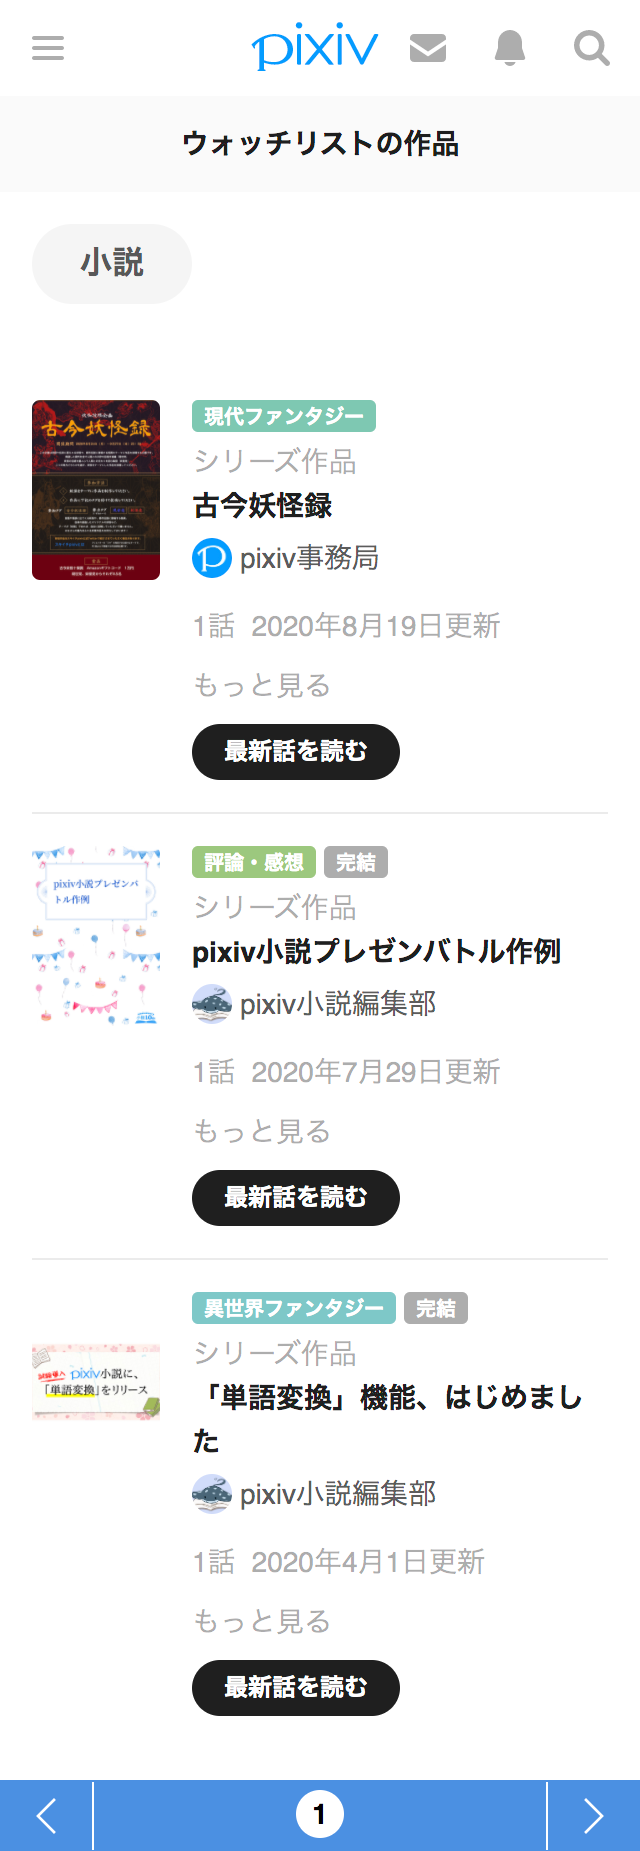 pixiv
ウォッチリストの作品
小説
古今妖怪録
現代ファンタジー
シリーズ作品
古今妖怪録
pixiv事務局
1話 2020年8月19日更新
もっと見る
最新話を読む
pixiv小説プレゼンバ
トル作例
評論・感想 完結
シリーズ作品
pixiv小説プレゼンバトル作例
pixiv小説編集部
1話 2020年7月29日更新
もっと見る
最新話を読む
pixiv小説に、
「単語変換」をリリース
異世界ファンタジー 完結
シリーズ作品
「単語変換」機能、はじめまし
た
pixiv小説編集部
1話 2020年4月1日更新
もっと見る
最新話を読む
1